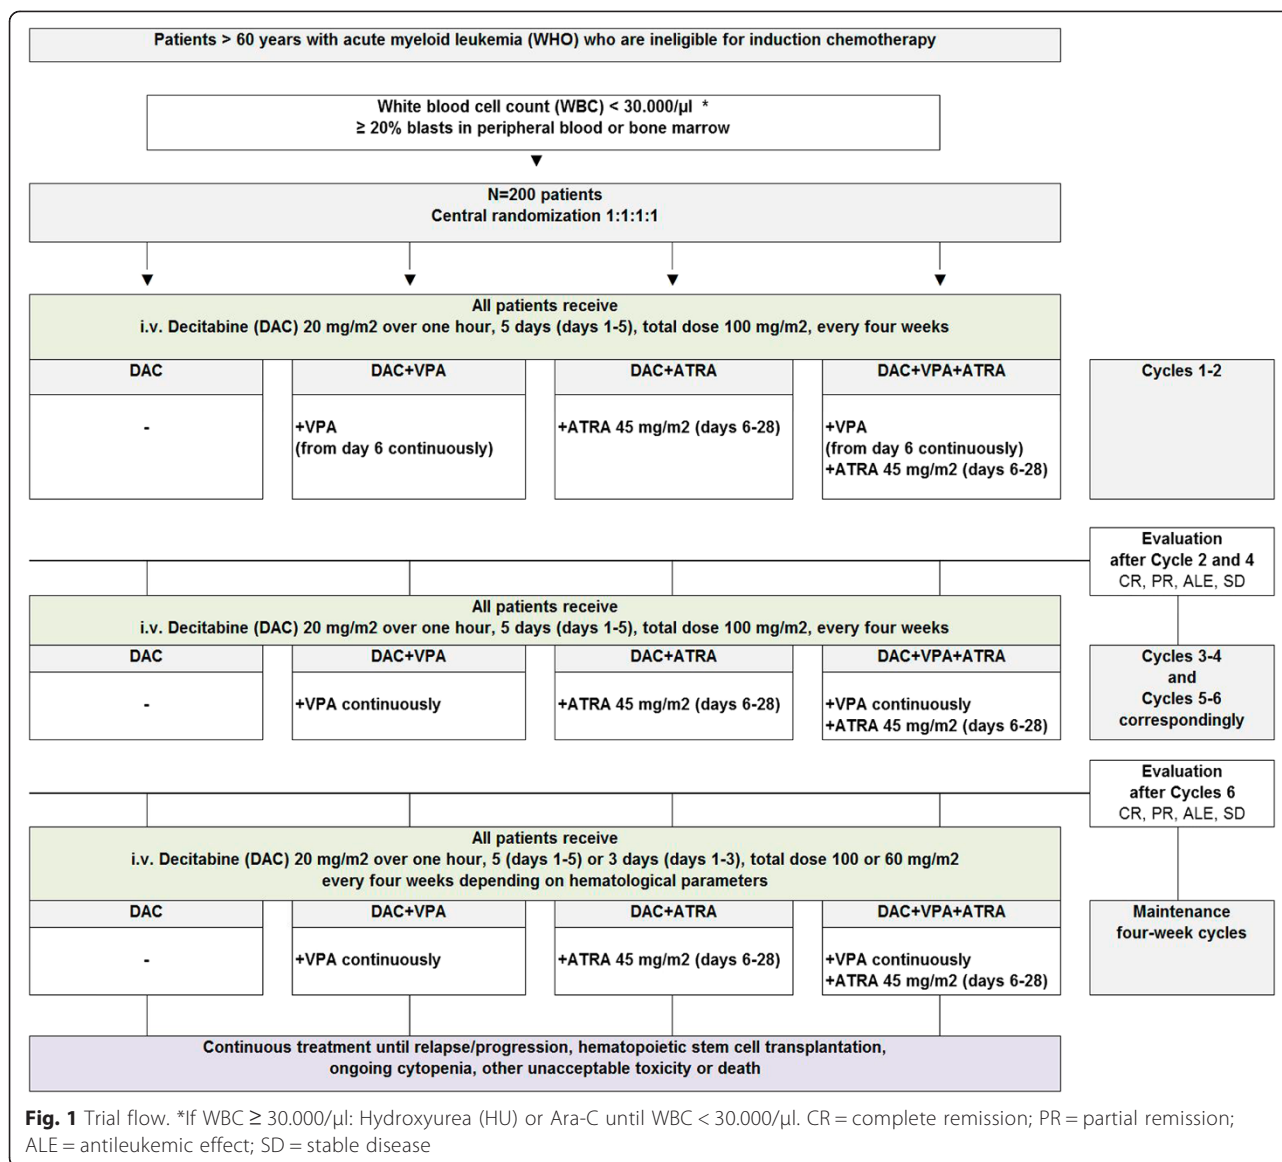 Patients > 60 years with acute myeloid leukemia (WHO) who are ineligible for induction chemotherapy
White blood cell count (WBC) < 30.000/µl *
≥ 20% blasts in peripheral blood or bone marrow
N=200 patients
Central randomization 1:1:1:1
All patients receive
i.v. Decitabine (DAC) 20 mg/m2 over one hour, 5 days (days 1-5), total dose 100 mg/m2, every four weeks
DAC
DAC+VPA
DAC+ATRA
DAC+VPA+ATRA
Cycles 1-2
-
+VPA
(from day 6 continuously)
+ATRA 45 mg/m2 (days 6-28)
+VPA
(from day 6 continuously)
+ATRA 45 mg/m2 (days 6-28)
Evaluation
after Cycle 2 and 4
CR, PR, ALE, SD
All patients receive
i.v. Decitabine (DAC) 20 mg/m2 over one hour, 5 days (days 1-5), total dose 100 mg/m2, every four weeks
DAC
DAC+VPA
DAC+ATRA
DAC+VPA+ATRA
Cycles 3-4
and
Cycles 5-6
correspondingly
-
+VPA continuously
+ATRA 45 mg/m2 (days 6-28)
+VPA continuously
+ATRA 45 mg/m2 (days 6-28)
Evaluation
after Cycles 6
CR, PR, ALE, SD
All patients receive
i.v. Decitabine (DAC) 20 mg/m2 over one hour, 5 (days 1-5) or 3 days (days 1-3), total dose 100 or 60 mg/m2
every four weeks depending on hematological parameters
DAC
DAC+VPA
DAC+ATRA
DAC+VPA+ATRA
Maintenance
four-week cycles
-
+VPA continuously
+ATRA 45 mg/m2 (days 6-28)
+VPA continuously
+ATRA 45 mg/m2 (days 6-28)
Continuous treatment until relapse/progression, hematopoietic stem cell transplantation,
ongoing cytopenia, other unacceptable toxicity or death
Fig. 1 Trial flow. *If WBC ≥ 30.000/µl: Hydroxyurea (HU) or Ara-C until WBC < 30.000/µl. CR = complete remission; PR = partial remission;
ALE = antileukemic effect; SD = stable disease